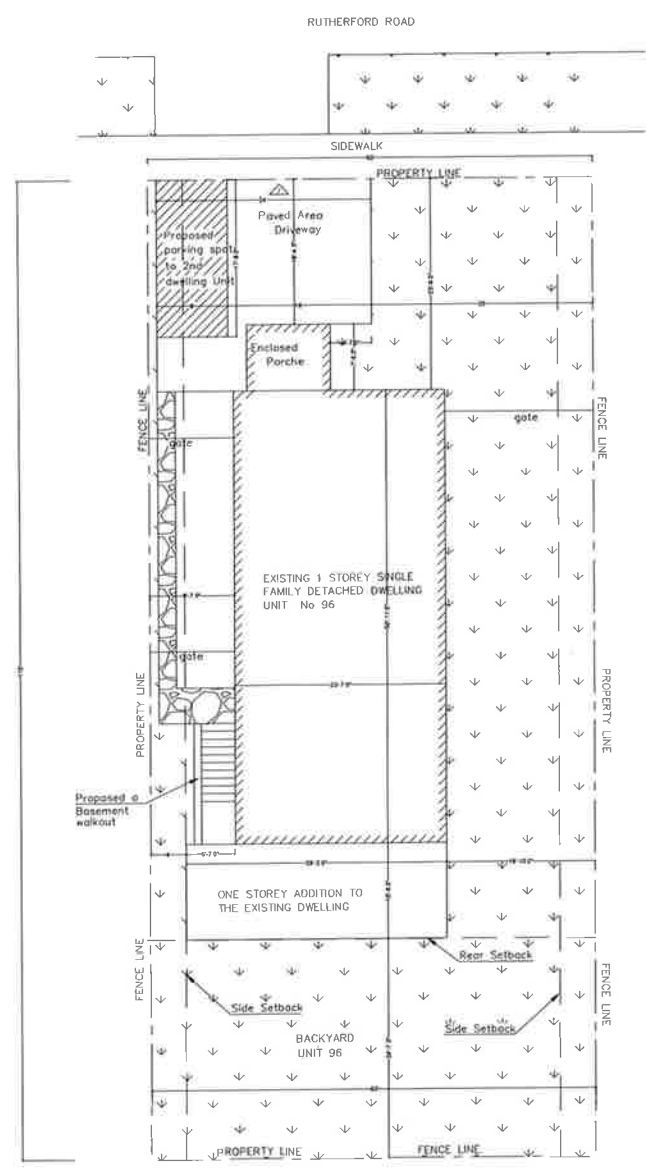 RUTHERFORD ROAD
SIDEWALK
PROPERTY LINE
Paved Area
Driveway
Proposed
parking spot
to 2nd
dwelling Unit
Enclosed
Porche
FENCE LINE
FENCE LINE
gate
gate
EXISTING 1 STOREY SINGLE
FAMILY DETACHED DWELLING
UNIT No 96
gate
PROPERTY LINE
PROPERTY LINE
Proposed a
Basement
walkout
ONE STOREY ADDITION TO
THE EXISTING DWELLING
Rear Setback
FENCE LINE
FENCE LINE
Side Setback
Side Setback
BACKYARD
UNIT 96
PROPERTY LINE
FENCE LINE